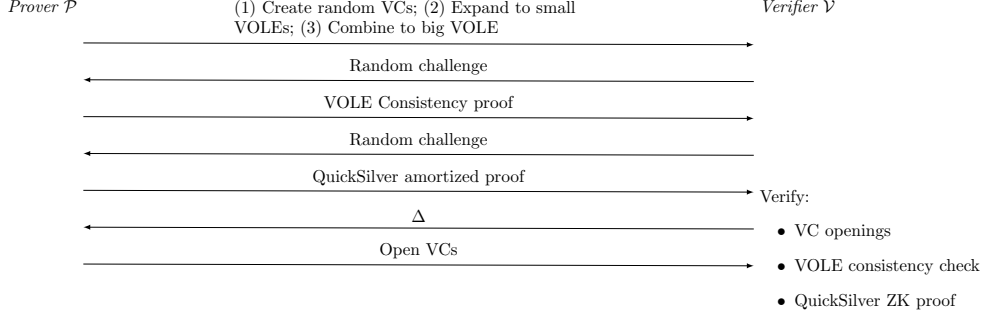 Prover 𝒫
(1) Create random VCs; (2) Expand to small
VOLEs; (3) Combine to big VOLE
Verifier 𝒱
Random challenge
VOLE Consistency proof
Random challenge
QuickSilver amortized proof
Δ
Open VCs
Verify:
• VC openings
• VOLE consistency check
• QuickSilver ZK proof